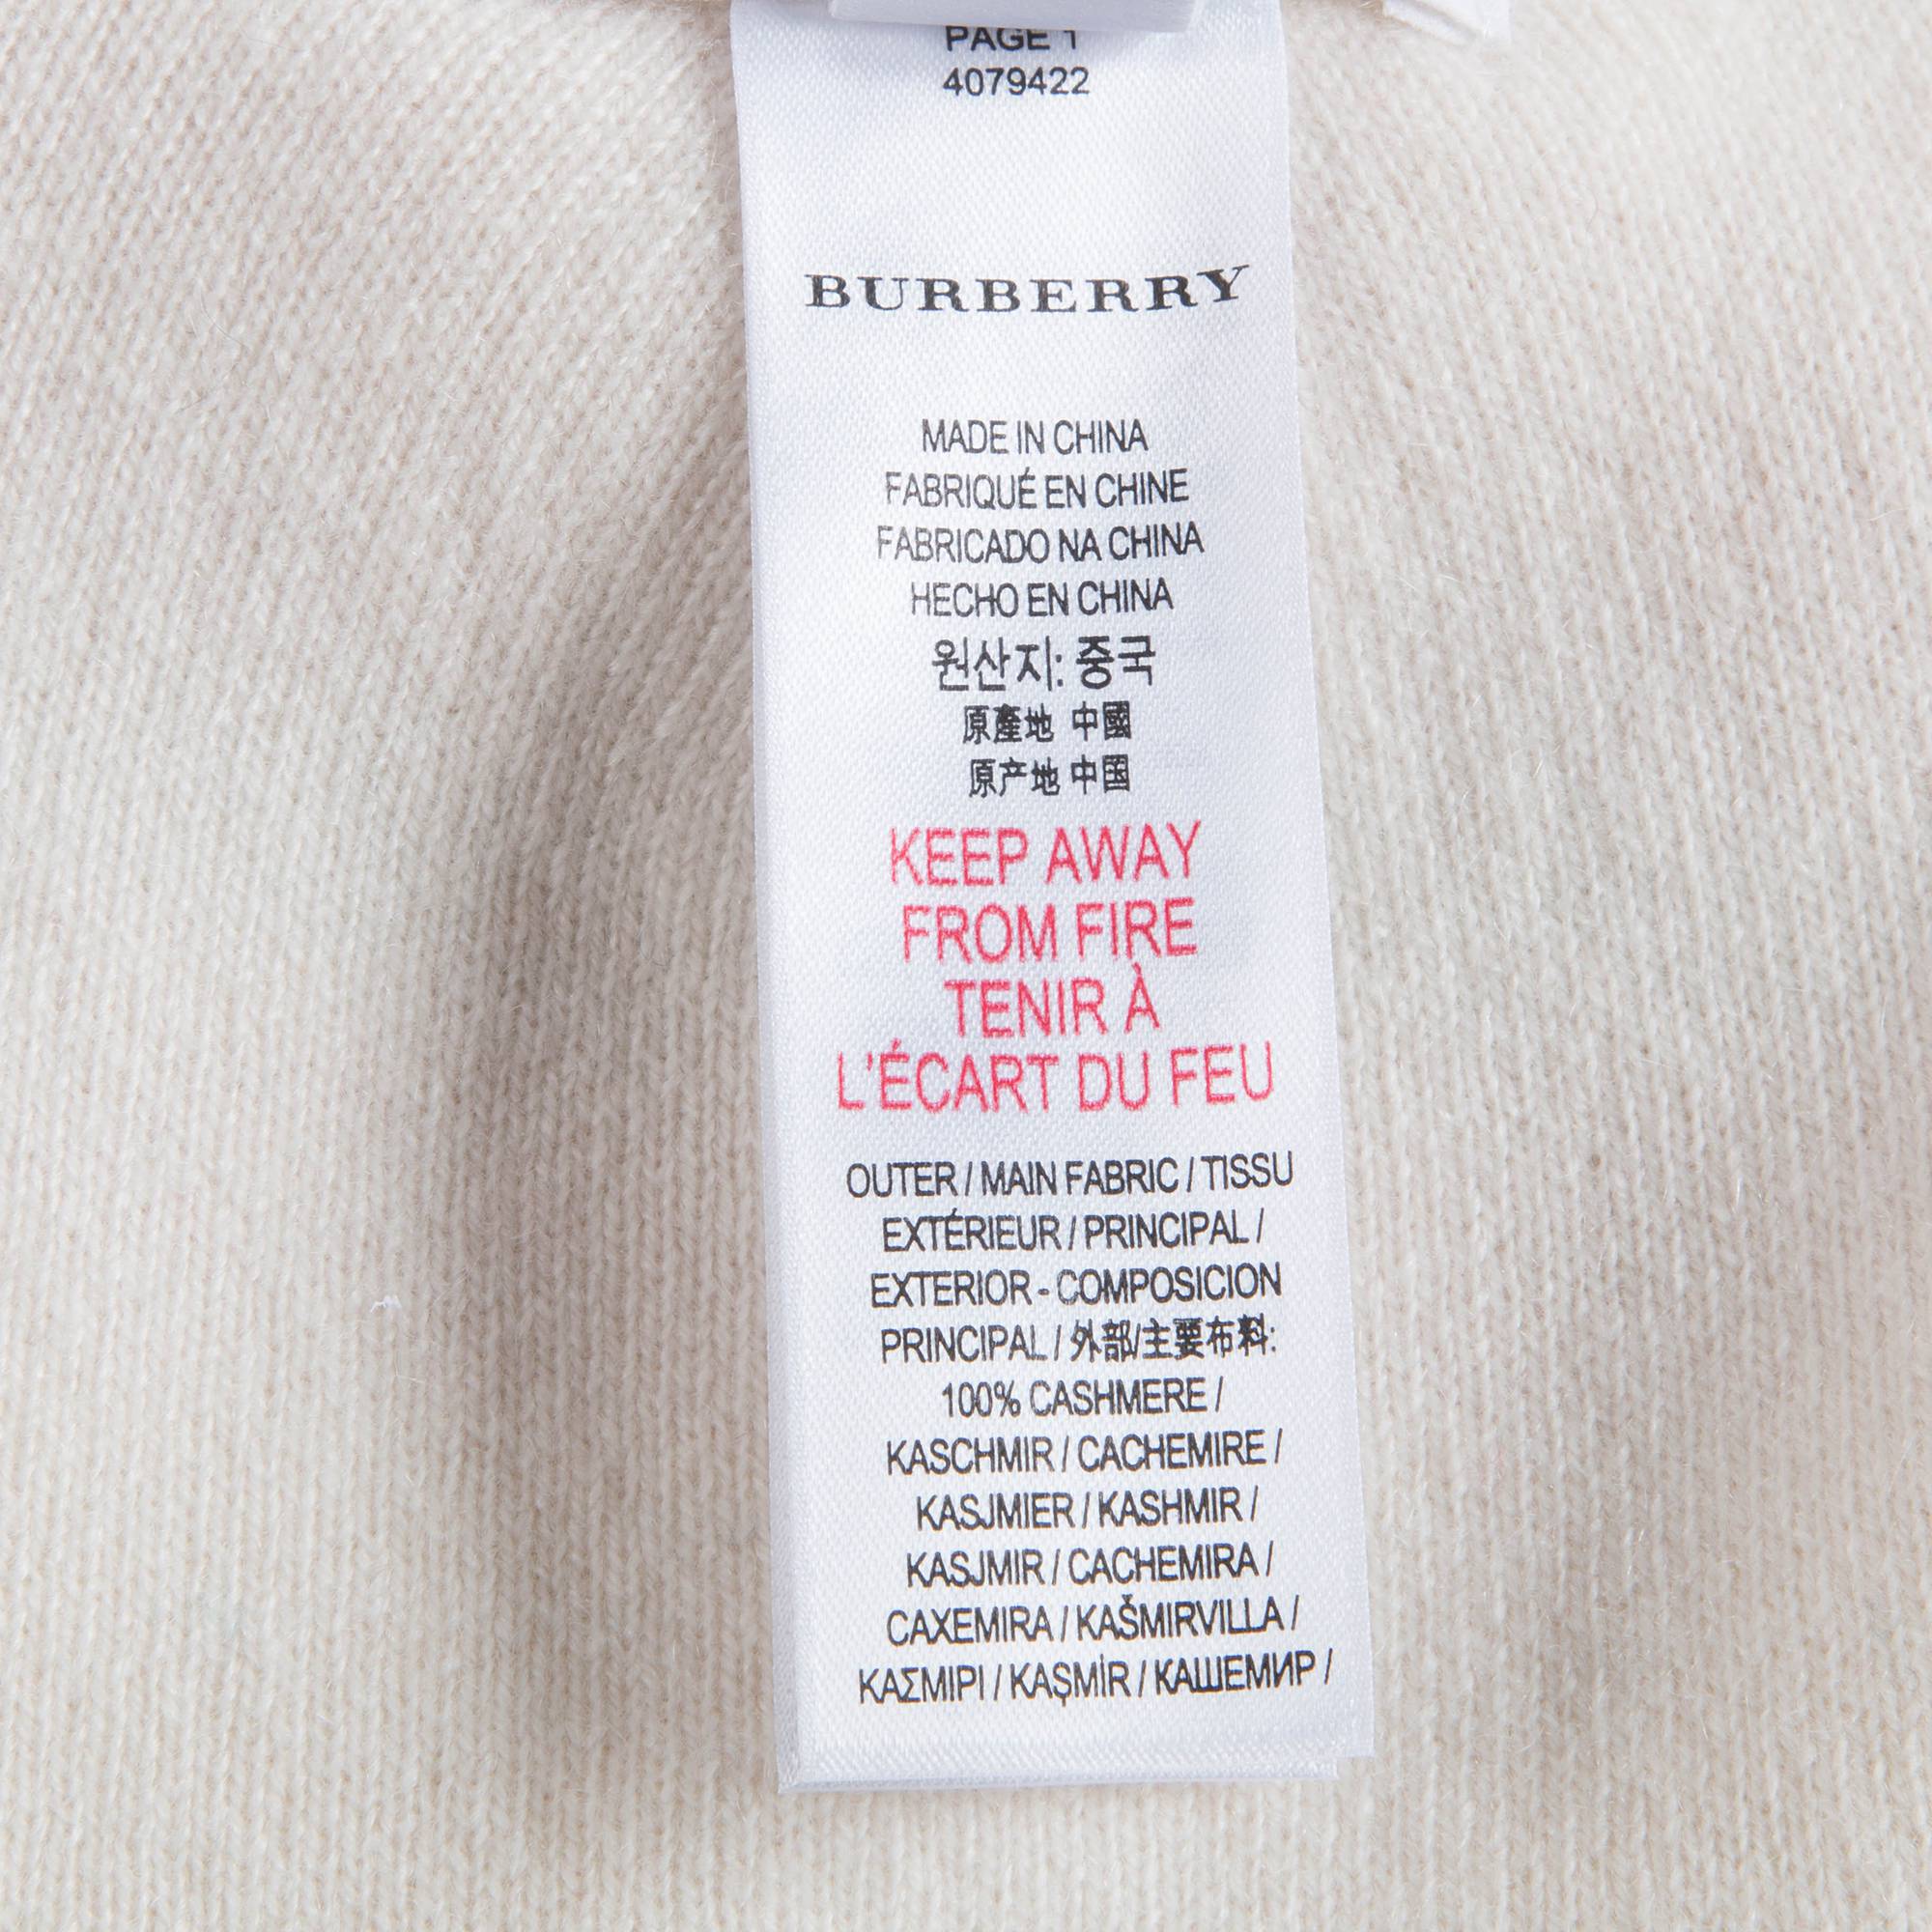 PAGE 1
4079422
BURBERRY
MADE IN CHINA
FABRIQUÉ EN CHINE
FABRICADO NA CHINA
HECHO EN CHINA
원산지: 중국
原產地 中國
原产地 中国
KEEP AWAY
FROM FIRE
TENIR À
L'ÉCART DU FEU
OUTER / MAIN FABRIC / TISSU
EXTÉRIEUR / PRINCIPAL /
EXTERIOR - COMPOSICION
PRINCIPAL / 外部/主要布料:
100% CASHMERE /
KASCHMIR / CACHEMIRE /
KASJMIER / KASHMIR /
KASJMIR / CACHEMIRA /
CAXEMIRA / KAŠMIRVILLA /
ΚΑΣΜΙΡΙ / KAŞMİR / КАШЕМИР /